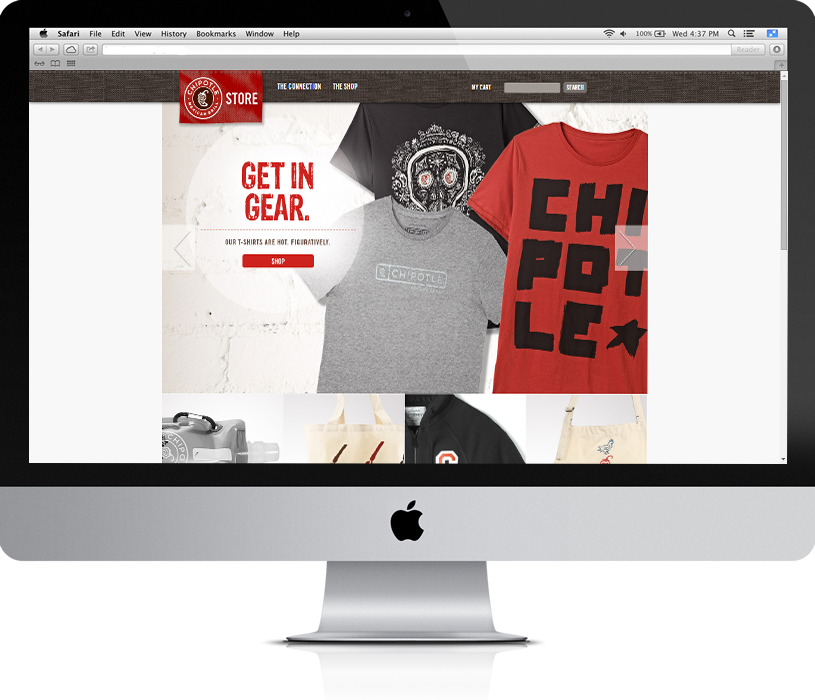 Safari File Edit View History Bookmarks Window Help 100% Wed 4:37 PM
Reader
CHIPOTLE
MEXICAN GRILL
STORE
THE CONNECTION THE SHOP MY CART SEARCH
GET IN
GEAR.
OUR T-SHIRTS ARE HOT. FIGURATIVELY.
SHOP
CHIPOTLE
CHI
POT
LE
CHIPO
C